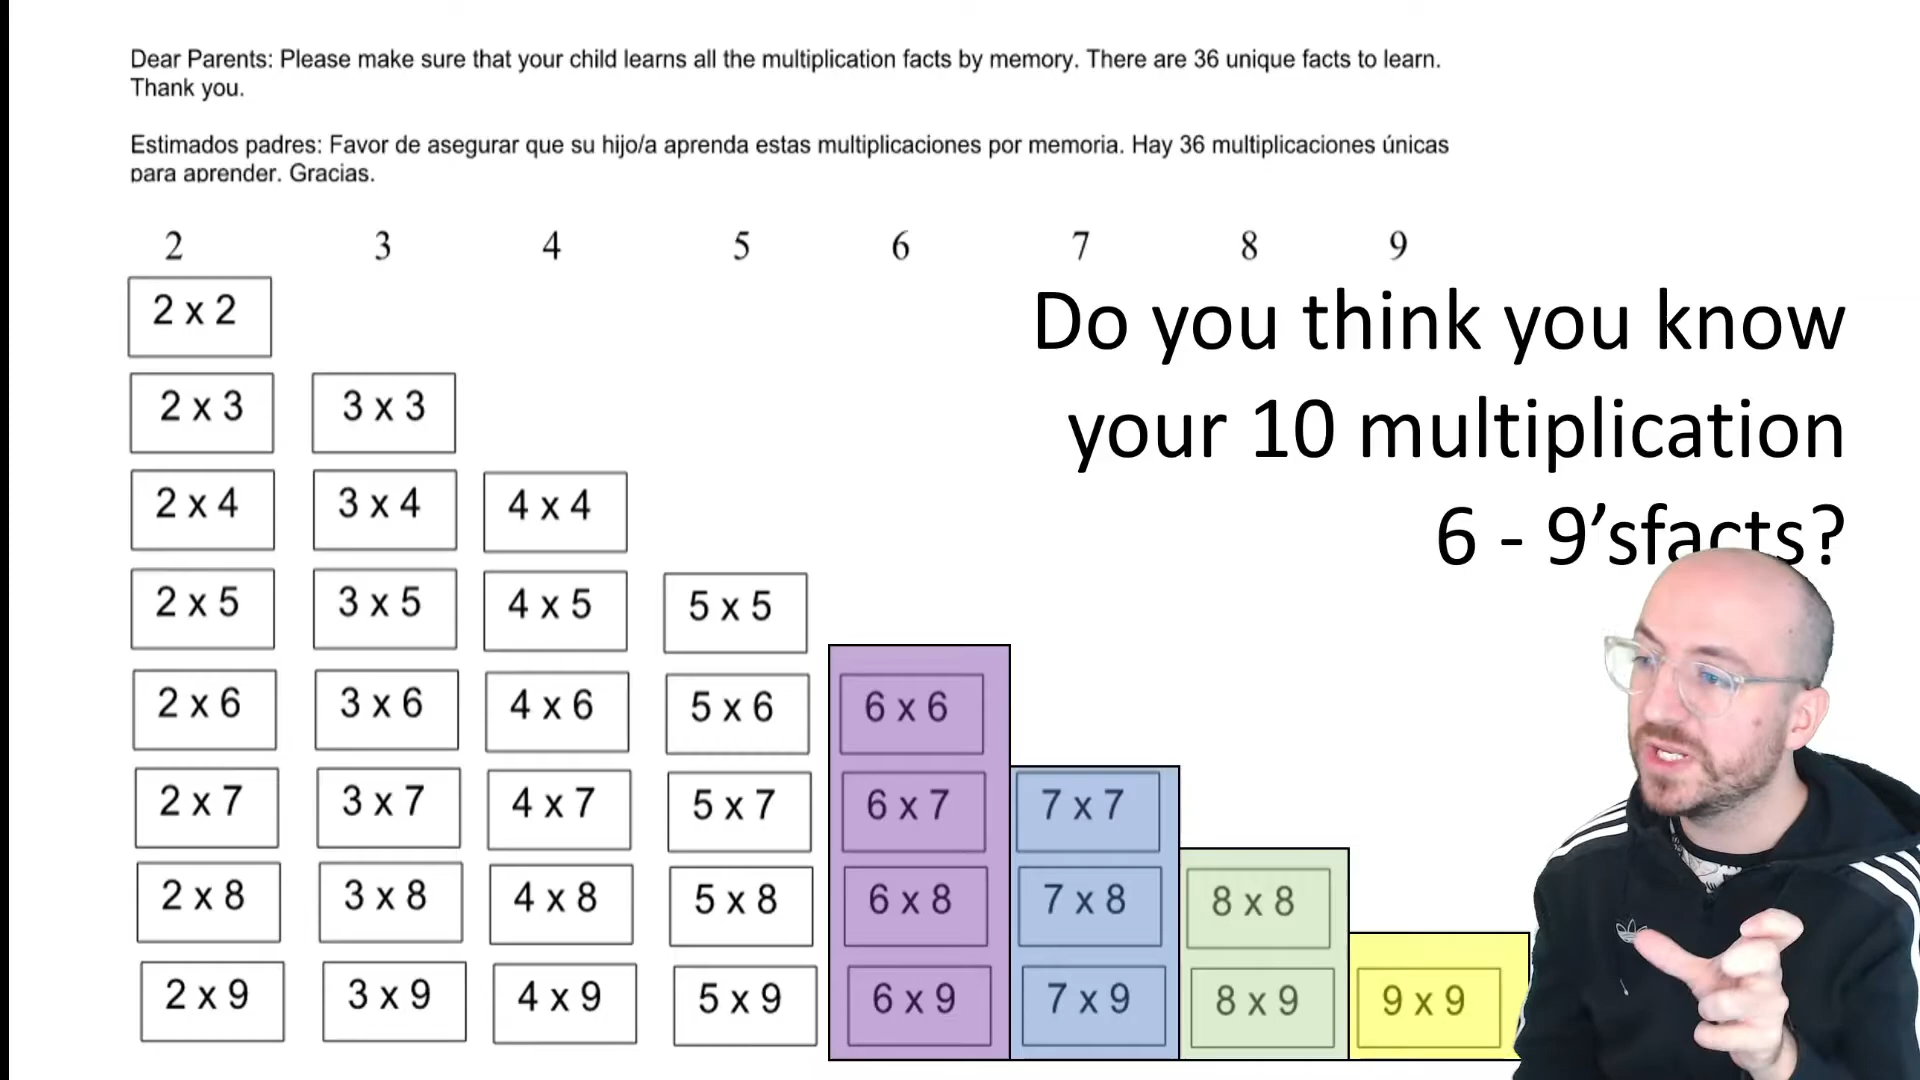 Dear Parents: Please make sure that your child learns all the multiplication facts by memory. There are 36 unique facts to learn.
Thank you.
Estimados padres: Favor de asegurar que su hijo/a aprenda estas multiplicaciones por memoria. Hay 36 multiplicaciones únicas
para aprender. Gracias.
2 3 4 5 6 7 8 9
Do you think you know
your 10 multiplication
6 - 9’sfacts?
2 x 2
2 x 3 3 x 3
2 x 4 3 x 4 4 x 4
2 x 5 3 x 5 4 x 5 5 x 5
2 x 6 3 x 6 4 x 6 5 x 6 6 x 6
2 x 7 3 x 7 4 x 7 5 x 7 6 x 7 7 x 7
2 x 8 3 x 8 4 x 8 5 x 8 6 x 8 7 x 8 8 x 8
2 x 9 3 x 9 4 x 9 5 x 9 6 x 9 7 x 9 8 x 9 9 x 9